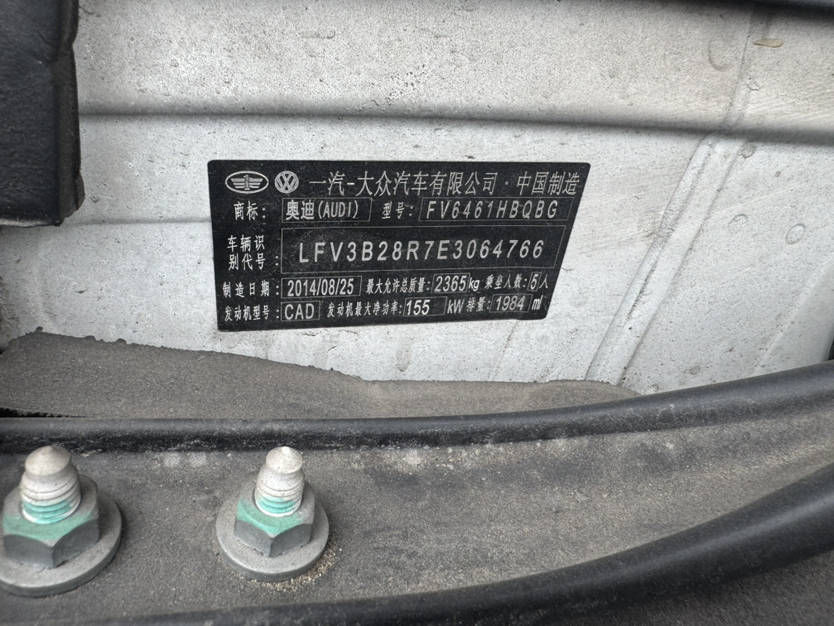 一汽-大众汽车有限公司·中国制造
商标: 奥迪(AUDI) 型号: FV6461HBQBG
车辆识别代号: LFV3B28R7E3064766
制造日期: 2014/08/25 最大允许总质量: 2365kg 乘坐人数: 5人
发动机型号: CAD 发动机最大净功率: 155 kW 排量: 1984 ml